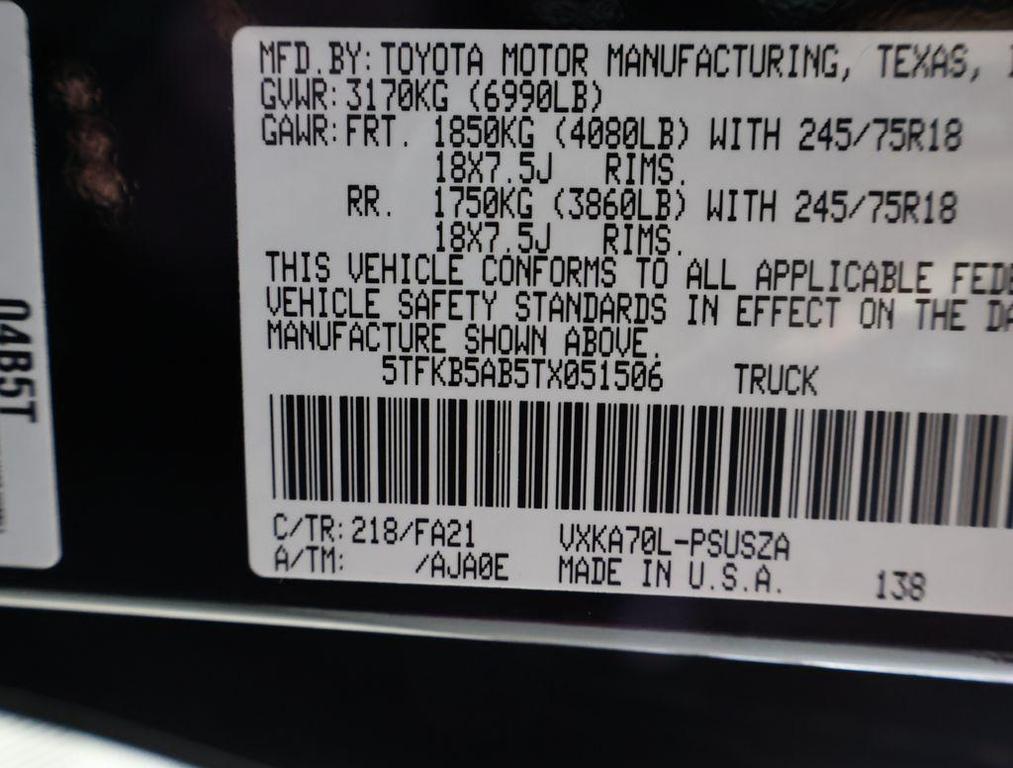 MFD.BY: TOYOTA MOTOR MANUFACTURING, TEXAS,
GVWR: 3170KG (6990LB)
GAWR: FRT. 1850KG (4080LB) WITH 245/75R18
18X7.5J RIMS.
RR. 1750KG (3860LB) WITH 245/75R18
18X7.5J RIMS.
THIS VEHICLE CONFORMS TO ALL APPLICABLE FEDE
VEHICLE SAFETY STANDARDS IN EFFECT ON THE DA
MANUFACTURE SHOWN ABOVE.
5TFKB5AB5TX051506 TRUCK
C/TR: 218/FA21 VXKA70L-PSUSZA
A/TM: /AJA0E MADE IN U.S.A. 138
04B5T